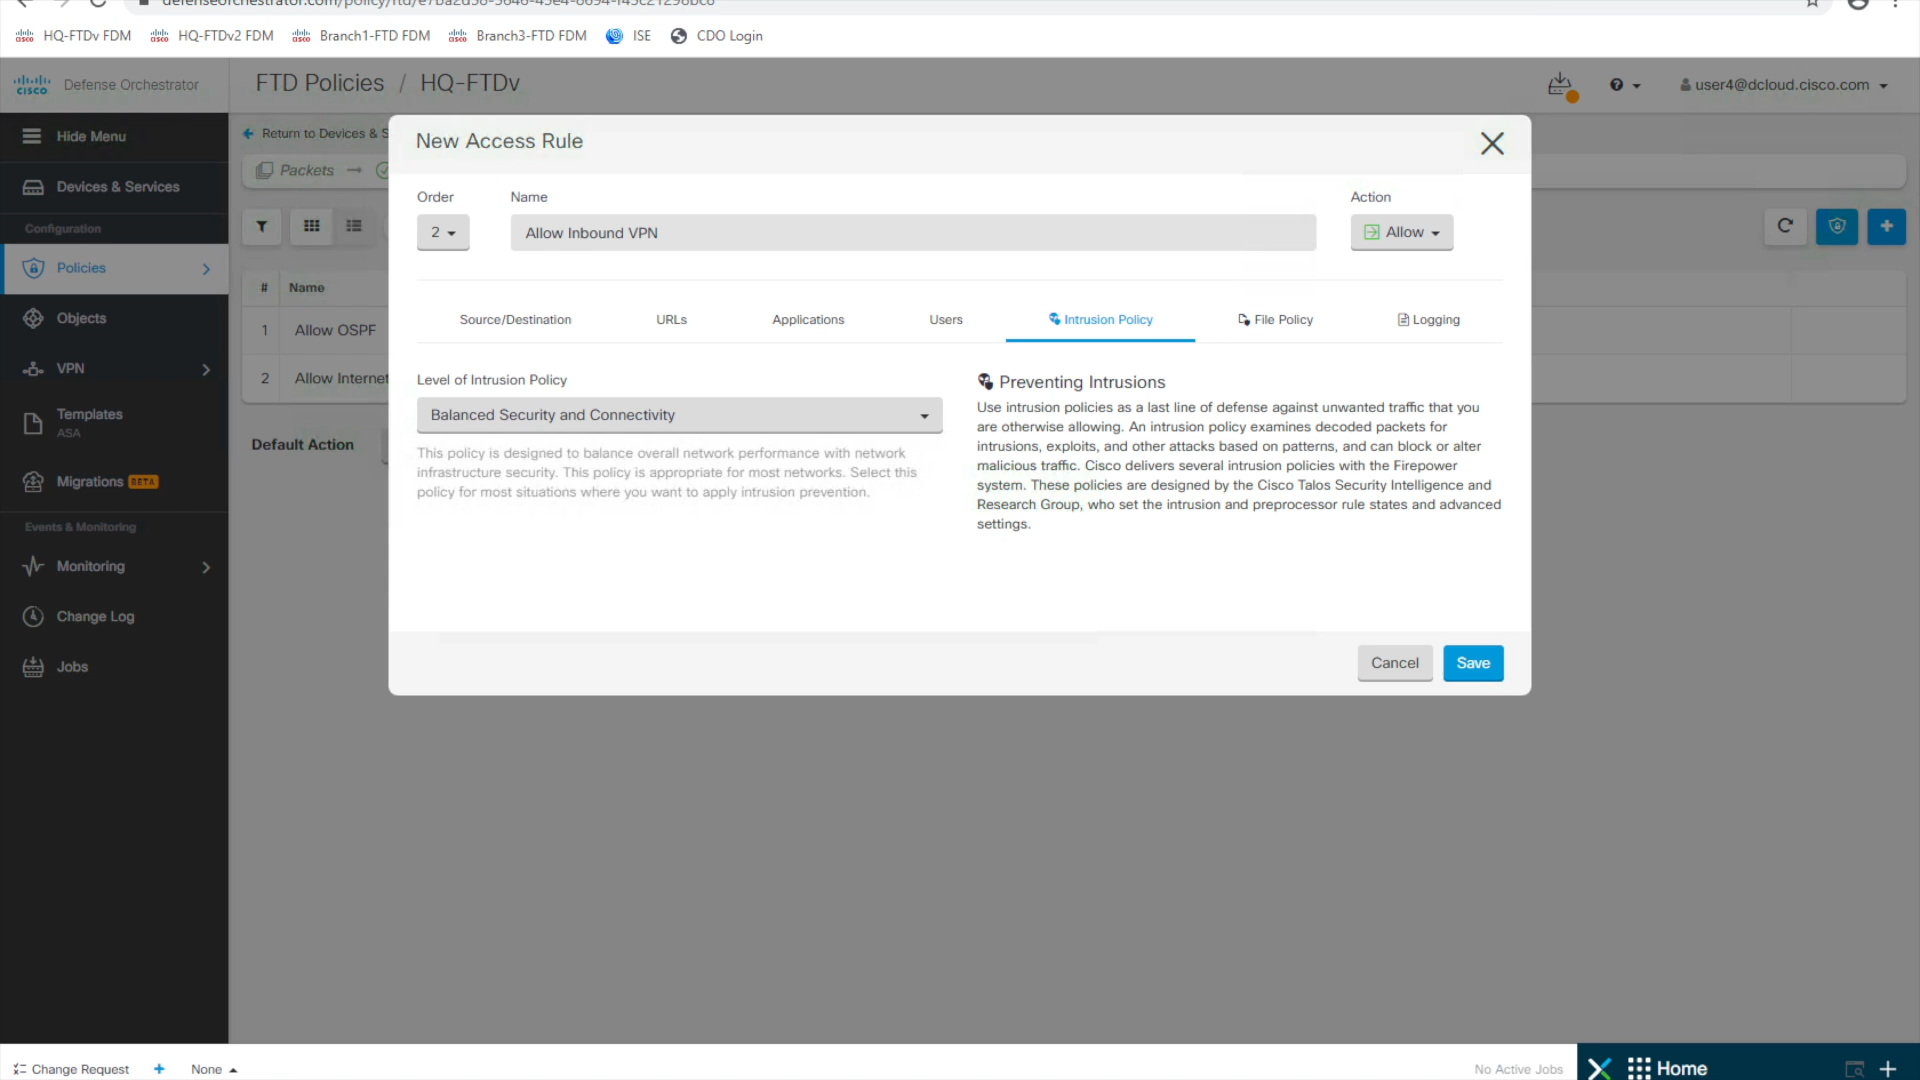 HQ-FTDv FDM
HQ-FTDv2 FDM
Branch1-FTD FDM
Branch3-FTD FDM
ISE
CDO Login
cisco Defense Orchestrator
FTD Policies / HQ-FTDv
user4@dcloud.cisco.com
Hide Menu
Devices & Services
Configuration
Policies
Objects
VPN
Templates
ASA
Migrations BETA
Events & Monitoring
Monitoring
Change Log
Jobs
Return to Devices & S
Packets
# Name
1 Allow OSPF
2 Allow Internet
Default Action
New Access Rule
Order Name Action
2 Allow Inbound VPN Allow
Source/Destination URLs Applications Users Intrusion Policy File Policy Logging
Level of Intrusion Policy
Balanced Security and Connectivity
This policy is designed to balance overall network performance with network
infrastructure security. This policy is appropriate for most networks. Select this
policy for most situations where you want to apply intrusion prevention.
Preventing Intrusions
Use intrusion policies as a last line of defense against unwanted traffic that you
are otherwise allowing. An intrusion policy examines decoded packets for
intrusions, exploits, and other attacks based on patterns, and can block or alter
malicious traffic. Cisco delivers several intrusion policies with the Firepower
system. These policies are designed by the Cisco Talos Security Intelligence and
Research Group, who set the intrusion and preprocessor rule states and advanced
settings.
Cancel Save
Change Request + None
No Active Jobs
Home